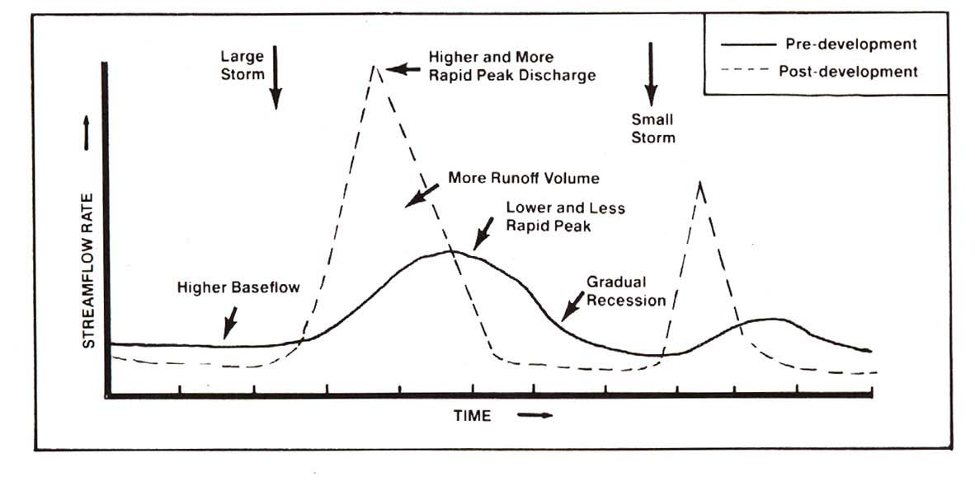 Large
Storm
Higher and More
Rapid Peak Discharge
Pre-development
Post-development
Small
Storm
More Runoff Volume
Lower and Less
Rapid Peak
Higher Baseflow
Gradual
Recession
STREAMFLOW RATE
TIME